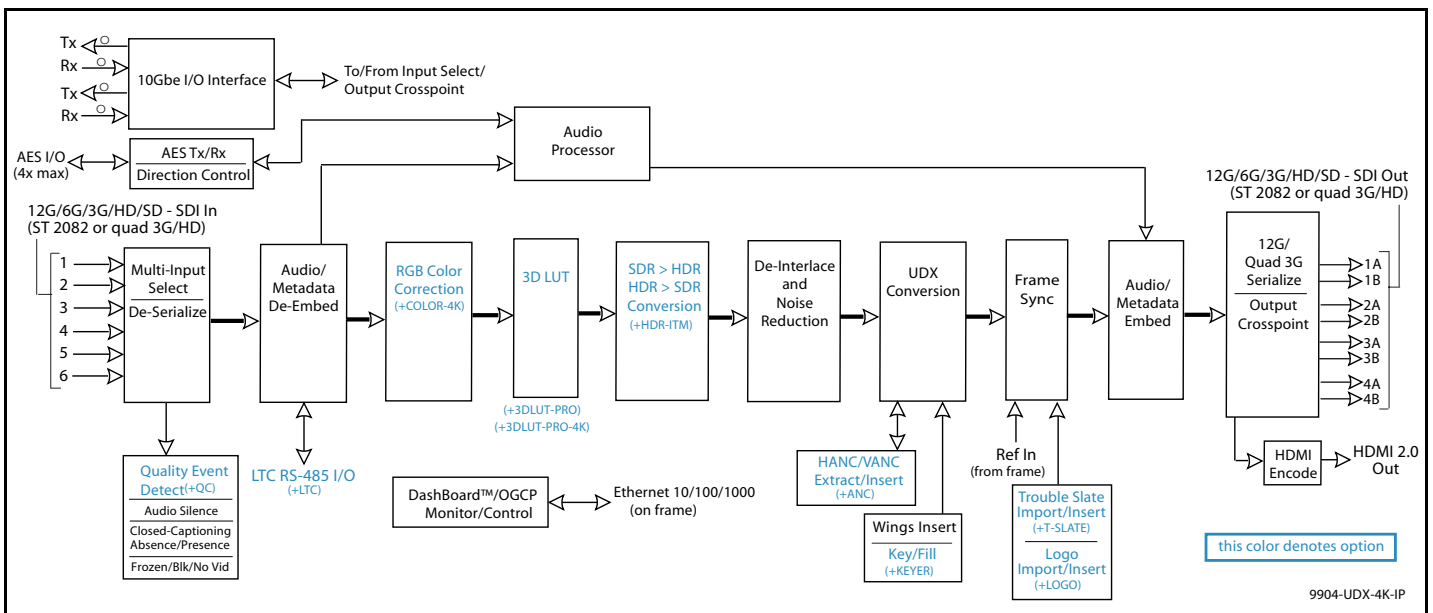 Tx
Rx
Tx
Rx
10Gbe I/O Interface
To/From Input Select/
Output Crosspoint
AES I/O
(4x max)
AES Tx/Rx
Direction Control
Audio
Processor
12G/6G/3G/HD/SD - SDI In
(ST 2082 or quad 3G/HD)
12G/6G/3G/HD/SD - SDI Out
(ST 2082 or quad 3G/HD)
1
2
3
4
5
6
Multi-Input
Select
De-Serialize
Audio/
Metadata
De-Embed
RGB Color
Correction
(+COLOR-4K)
3D LUT
(+3DLUT-PRO)
(+3DLUT-PRO-4K)
SDR > HDR
HDR > SDR
Conversion
(+HDR-ITM)
De-Interlace
and
Noise
Reduction
UDX
Conversion
Frame
Sync
Audio/
Metadata
Embed
12G/
Quad 3G
Serialize
Output
Crosspoint
1A
1B
2A
2B
3A
3B
4A
4B
Quality Event
Detect(+QC)
Audio Silence
Closed-Captioning
Absence/Presence
Frozen/Blk/No Vid
LTC RS-485 I/O
(+LTC)
DashBoard™/OGCP
Monitor/Control
Ethernet 10/100/1000
(on frame)
HANC/VANC
Extract/Insert
(+ANC)
Wings Insert
Key/Fill
(+KEYER)
Ref In
(from frame)
Trouble Slate
Import/Insert
(+T-SLATE)
Logo
Import/Insert
(+LOGO)
HDMI
Encode
HDMI 2.0
Out
this color denotes option
9904-UDX-4K-IP